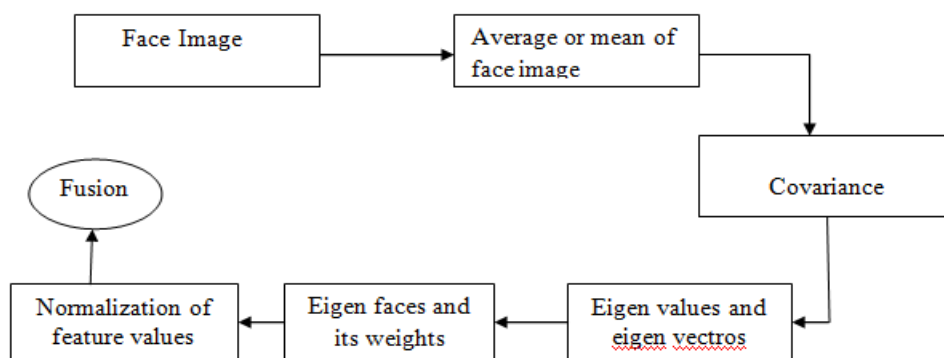 Face Image
Average or mean of
face image
Covariance
Eigen values and
eigen vectros
Eigen faces and
its weights
Normalization of
feature values
Fusion